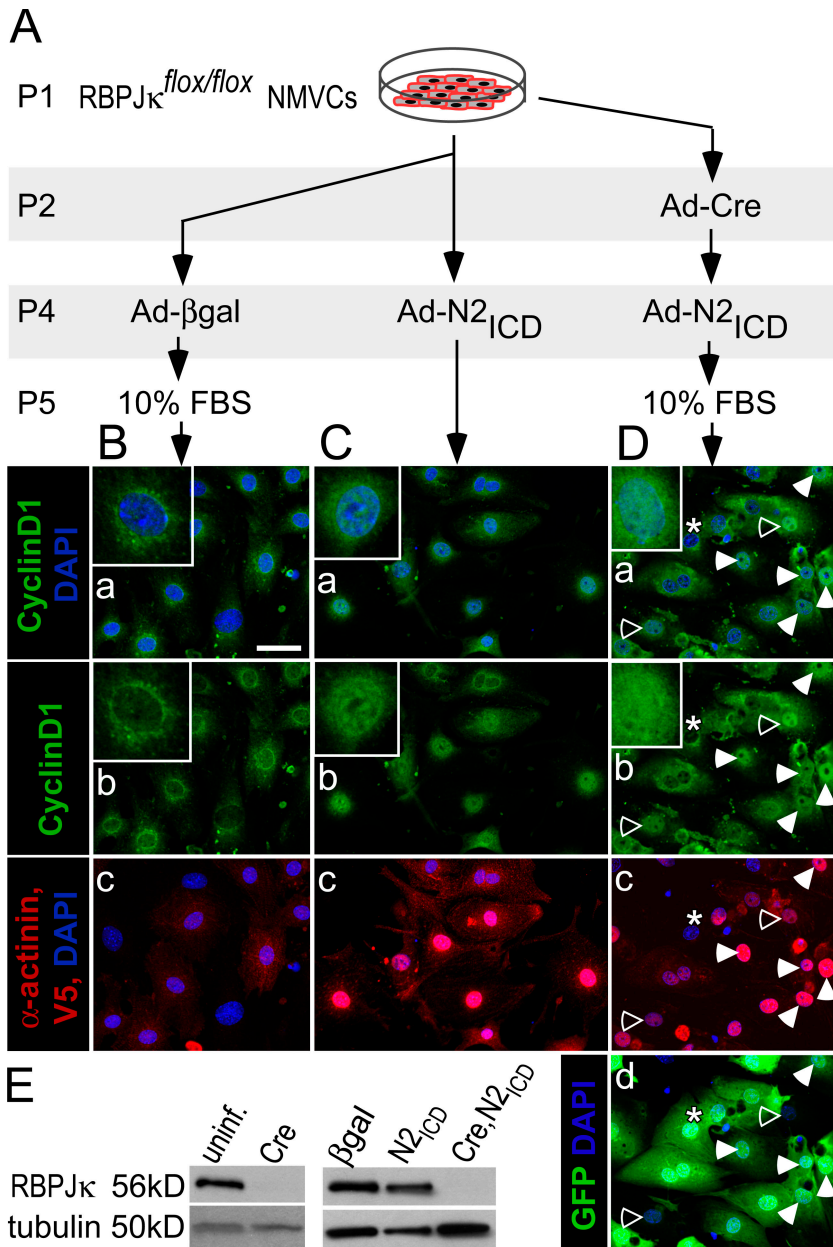 A
P1 RBPJκflox/flox NMVCs
P2 Ad-Cre
P4 Ad-βgal Ad-N2ICD Ad-N2ICD
P5 10% FBS 10% FBS
B C D
CyclinD1
DAPI
a a a
*
CyclinD1
b b b
*
α-actinin,
V5, DAPI
c c c
*
GFP DAPI
d
*
E
uninf. Cre βgal N2ICD Cre,N2ICD
RBPJκ 56kD
tubulin 50kD